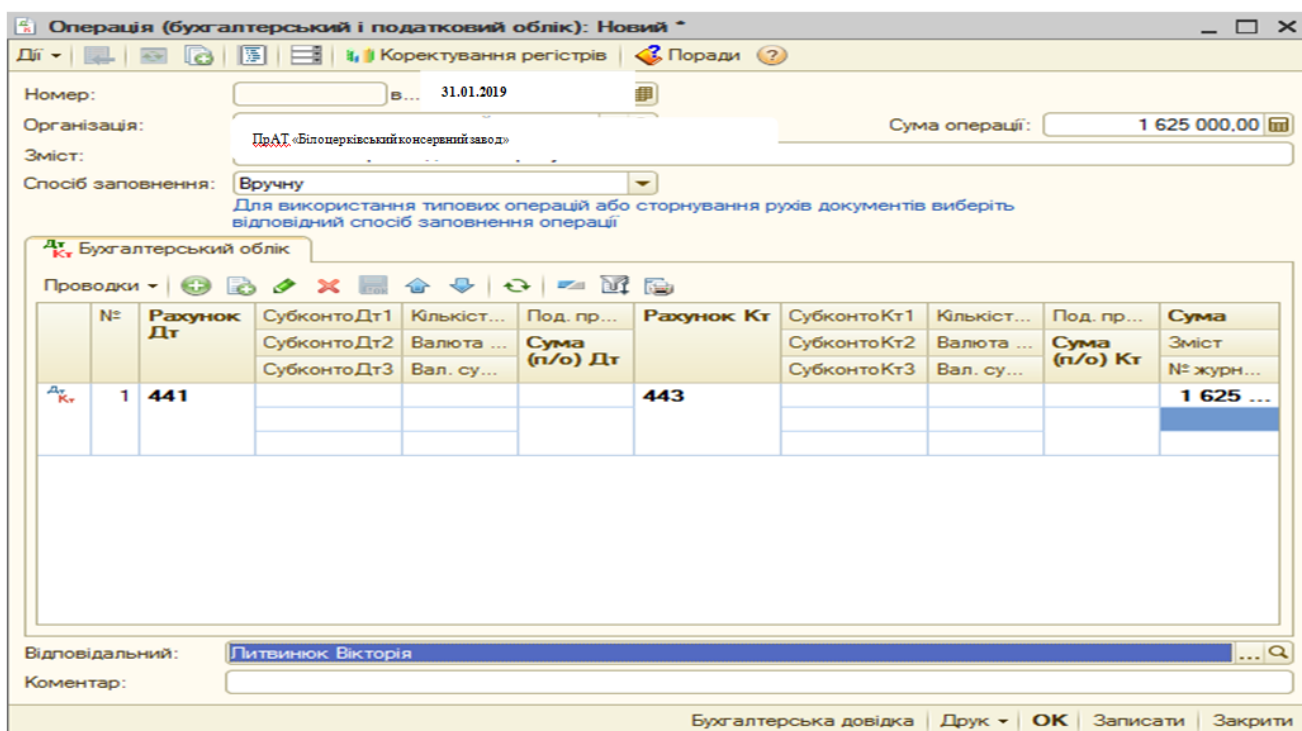 Операція (бухгалтерський і податковий облік): Новий *
Дії Коректування регістрів Поради
Номер: в... 31.01.2019
Організація: ПрАТ «Білоцерківський консервний завод» Сума операції: 1 625 000,00
Зміст:
Спосіб заповнення: Вручну
Для використання типових операцій або сторнування рухів документів виберіть
відповідний спосіб заповнення операції
Дт Кт Бухгалтерський облік
Проводки
№ Рахунок Дт СубконтоДт1 Кількіст... Под. пр... Рахунок Кт СубконтоКт1 Кількіст... Под. пр... Сума
СубконтоДт2 Валюта ... Сума (п/о) Дт СубконтоКт2 Валюта ... Сума (п/о) Кт Зміст
СубконтоДт3 Вал. су... СубконтоКт3 Вал. су... № журн...
Дт Кт 1 441 443 1 625 ...
Відповідальний: Литвинюк Вікторія ...
Коментар:
Бухгалтерська довідка Друк OK Записати Закрити